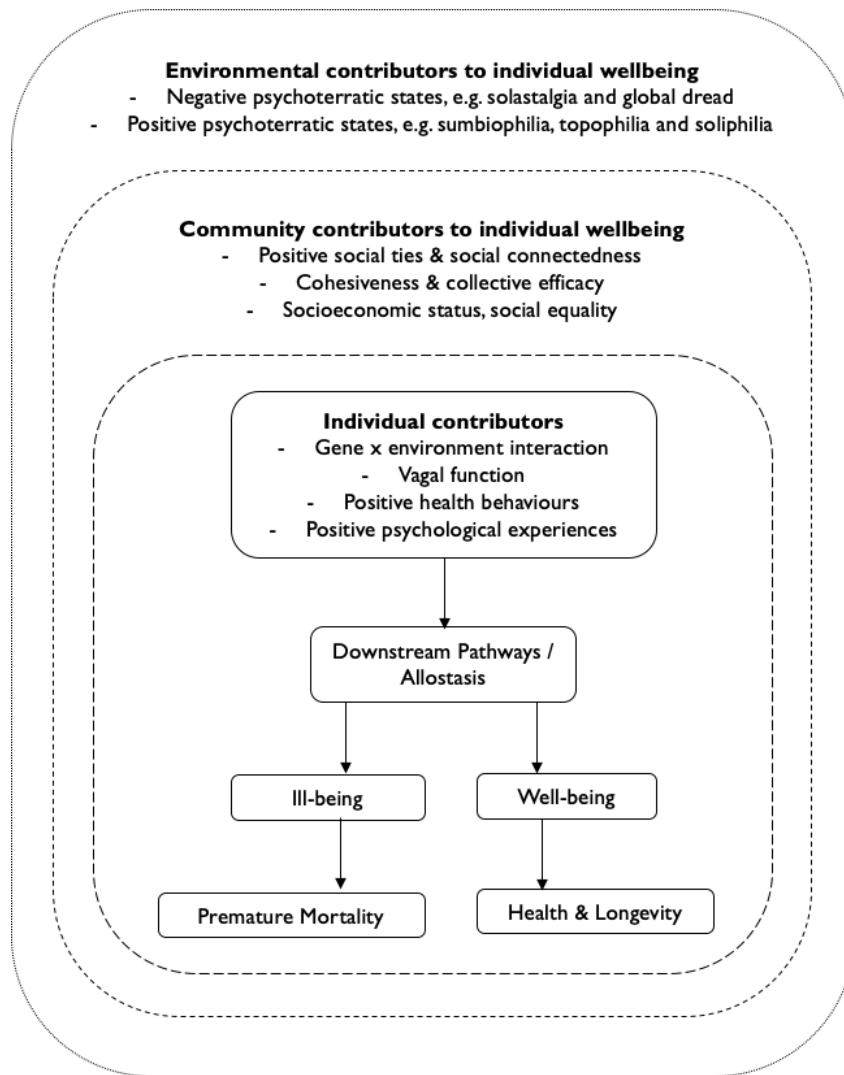 Environmental contributors to individual wellbeing
- Negative psychoterratic states, e.g. solastalgia and global dread
- Positive psychoterratic states, e.g. sumbiophilia, topophilia and soliphilia
Community contributors to individual wellbeing
- Positive social ties & social connectedness
- Cohesiveness & collective efficacy
- Socioeconomic status, social equality
Individual contributors
- Gene x environment interaction
- Vagal function
- Positive health behaviours
- Positive psychological experiences
Downstream Pathways /
Allostasis
Ill-being
Well-being
Premature Mortality
Health & Longevity